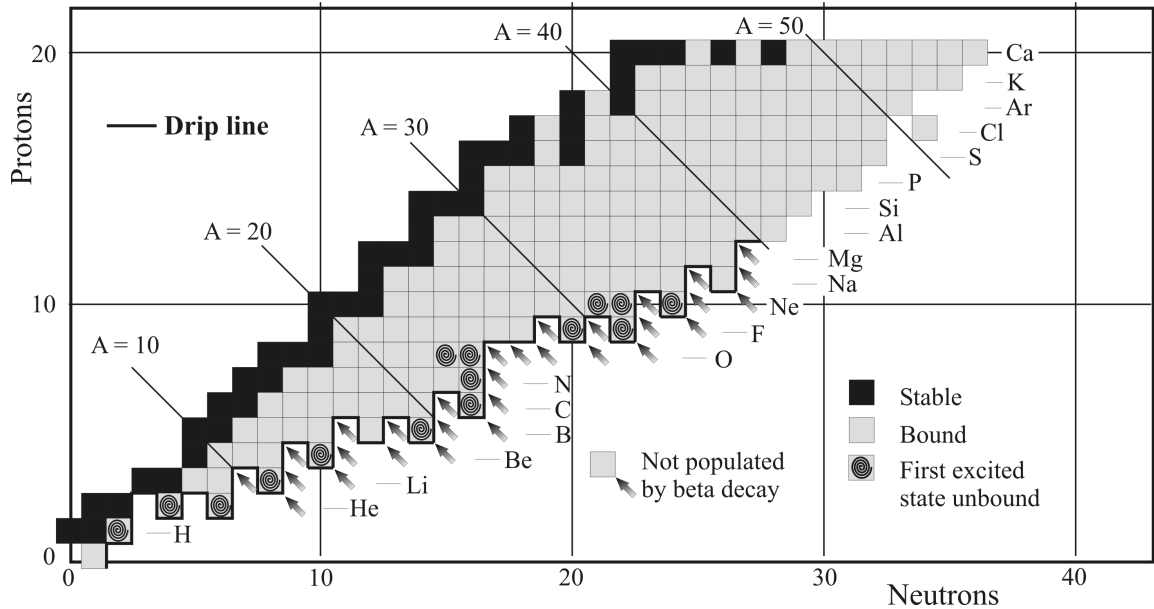 A = 50
A = 40
20
Ca
K
Ar
Drip line
A = 30
Cl
S
Protons
P
Si
A = 20
Al
Mg
Na
10
Ne
F
A = 10
O
N
C
Stable
B
Bound
Be
Not populated
by beta decay
First excited
state unbound
Li
He
H
0
0
10
20
30
40
Neutrons